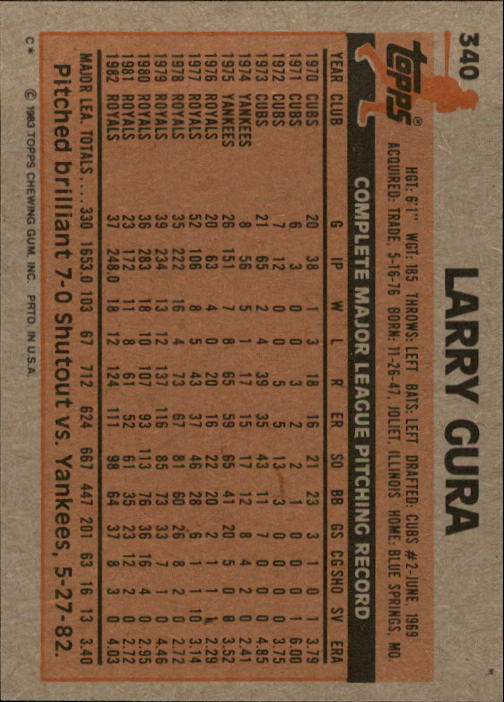 340
topps®
LARRY GURA
HGT: 6'1" WGT: 185 THROWS: LEFT BATS: LEFT DRAFTED: CUBS #2-JUNE, 1969
ACQUIRED: TRADE, 5-16-76 BORN: 11-26-47, JOLIET, ILLINOIS HOME: BLUE SPRINGS, MO.
COMPLETE MAJOR LEAGUE PITCHING RECORD
YEAR CLUB G IP W L R ER SO BB GS CG SHO SV ERA
1970 CUBS 20 38 1 3 18 16 21 23 3 1 0 1 3.79
1971 CUBS 6 3 0 0 3 2 2 1 0 0 0 1 6.00
1972 CUBS 7 12 0 0 5 5 13 3 0 0 0 0 3.75
1973 CUBS 21 65 2 4 39 35 43 11 7 0 0 0 4.85
1974 YANKEES 8 56 5 1 17 15 17 12 8 4 2 0 2.41
1975 YANKEES 26 151 7 8 65 59 65 41 20 5 0 0 3.52
1976 ROYALS 20 63 4 0 20 16 22 20 2 1 1 1 2.29
1977 ROYALS 52 106 8 5 43 37 46 28 6 1 1 10 3.14
1978 ROYALS 35 222 16 4 73 67 81 60 26 8 2 0 2.72
1979 ROYALS 39 234 13 12 137 116 85 73 33 7 1 0 4.46
1980 ROYALS 36 283 18 10 107 93 113 76 36 16 4 0 2.95
1981 ROYALS 23 172 11 8 61 52 61 35 23 12 2 0 2.72
1982 ROYALS 37 248.0 18 12 124 111 98 64 37 8 3 0 4.03
MAJOR LEA. TOTALS .... 330 1653.0 103 67 712 624 667 447 201 63 16 13 3.40
Pitched brilliant 7-0 Shutout vs. Yankees, 5-27-82.
C* © 1983 TOPPS CHEWING GUM, INC. PRTD. IN U.S.A.